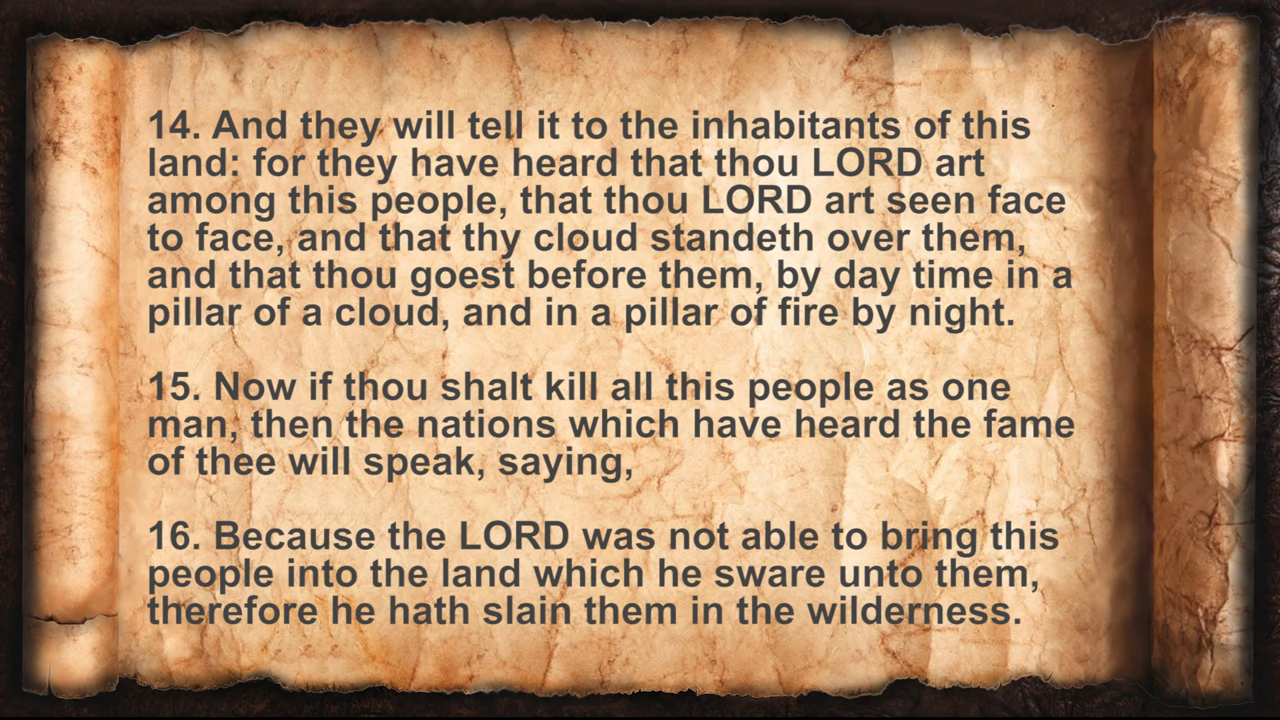 14. And they will tell it to the inhabitants of this
land: for they have heard that thou LORD art
among this people, that thou LORD art seen face
to face, and that thy cloud standeth over them,
and that thou goest before them, by day time in a
pillar of a cloud, and in a pillar of fire by night.
15. Now if thou shalt kill all this people as one
man, then the nations which have heard the fame
of thee will speak, saying,
16. Because the LORD was not able to bring this
people into the land which he sware unto them,
therefore he hath slain them in the wilderness.